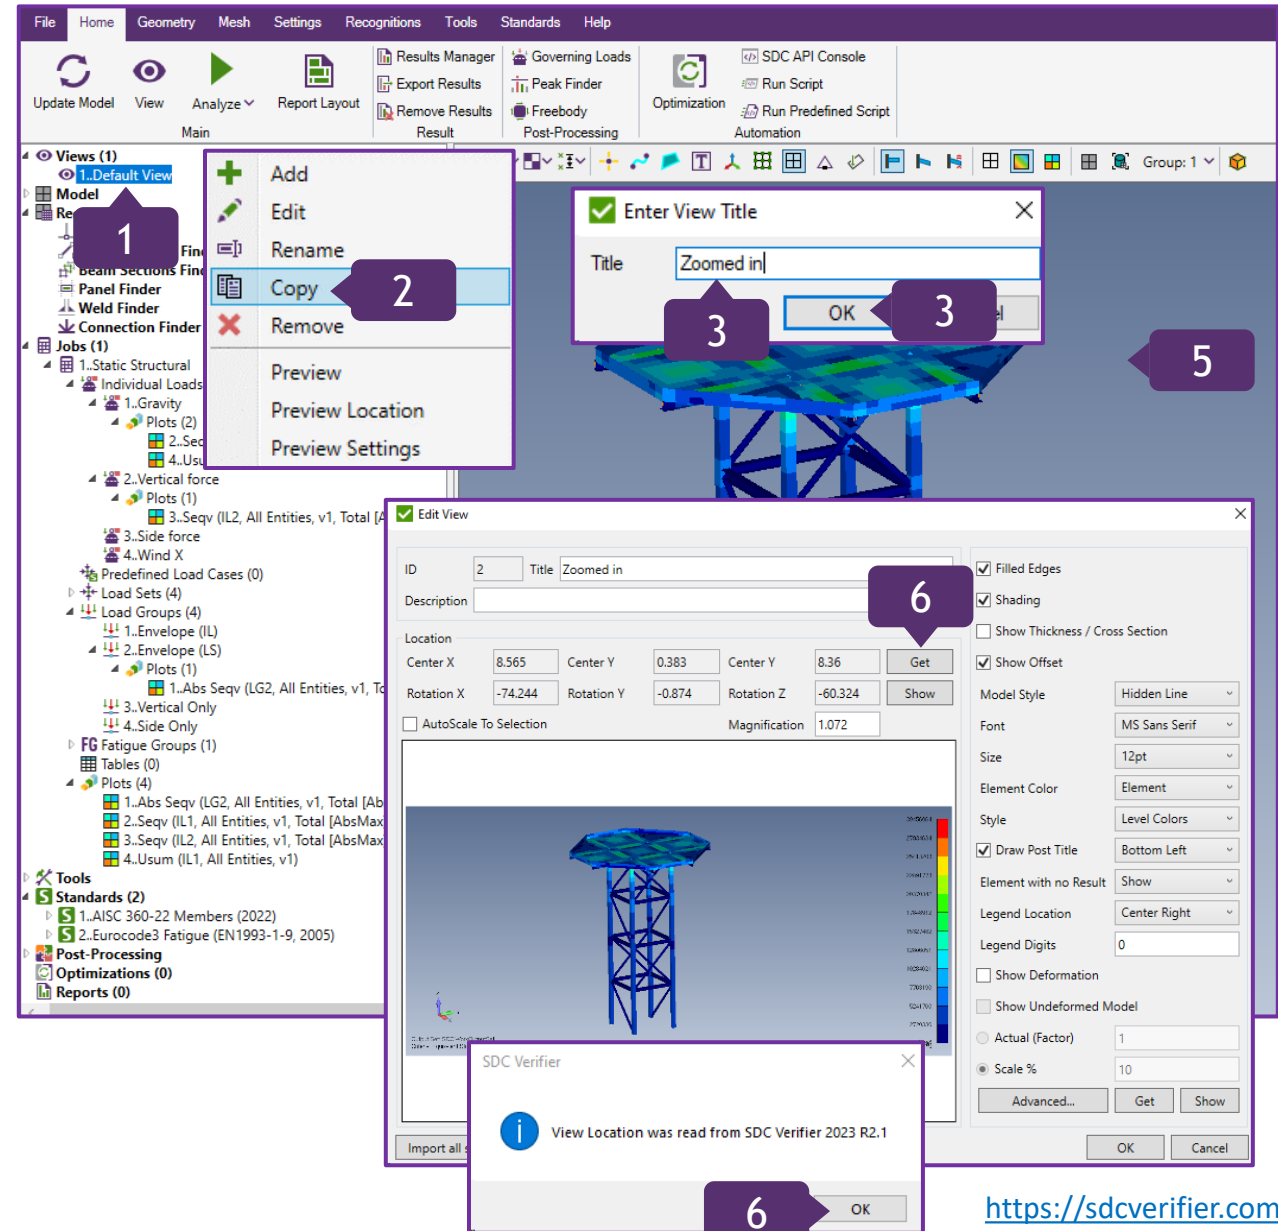 File Home Geometry Mesh Settings Recognitions Tools Standards Help
Update Model View Analyze Report Layout
Main
Results Manager
Export Results
Remove Results
Result
Governing Loads
Peak Finder
Freebody
Post-Processing
Optimization
SDC API Console
Run Script
Run Predefined Script
Automation
Group: 1
Views (1)
1..Default View
Model
Beam Sections
Panel Finder
Weld Finder
Connection Finder
Jobs (1)
1..Static Structural
Individual Loads
1..Gravity
Plots (2)
2..Vertical force
Plots (1)
3..Seqv (IL2, All Entities, v1, Total
3..Side force
4..Wind X
Predefined Load Cases (0)
Load Sets (4)
Load Groups (4)
1..Envelope (IL)
2..Envelope (LS)
Plots (1)
1..Abs Seqv (LG2, All Entities, v1,
3..Vertical Only
4..Side Only
FG Fatigue Groups (1)
Tables (0)
Plots (4)
1..Abs Seqv (LG2, All Entities, v1, Total [Ab
2..Seqv (IL1, All Entities, v1, Total [AbsMax
3..Seqv (IL2, All Entities, v1, Total [AbsMax
4..Usum (IL1, All Entities, v1)
Tools
Standards (2)
1..AISC 360-22 Members (2022)
2..Eurocode3 Fatigue (EN1993-1-9, 2005)
Post-Processing
Optimizations (0)
Reports (0)
1
Add
Edit
Rename
Copy
Remove
Preview
Preview Location
Preview Settings
2
Enter View Title
Title Zoomed in
OK
3
3
5
Edit View
ID 2 Title Zoomed in
Description
6
Location
Center X 8.565 Center Y 0.383 Center Y 8.36 Get
Rotation X -74.244 Rotation Y -0.874 Rotation Z -60.324 Show
AutoScale To Selection Magnification 1.072
Filled Edges
Shading
Show Thickness / Cross Section
Show Offset
Model Style Hidden Line
Font MS Sans Serif
Size 12pt
Element Color Element
Style Level Colors
Draw Post Title Bottom Left
Element with no Result Show
Legend Location Center Right
Legend Digits 0
Show Deformation
Show Undeformed Model
Actual (Factor) 1
Scale % 10
Advanced... Get Show
Import all
OK Cancel
SDC Verifier
View Location was read from SDC Verifier 2023 R2.1
6
OK
https://sdcverifier.com